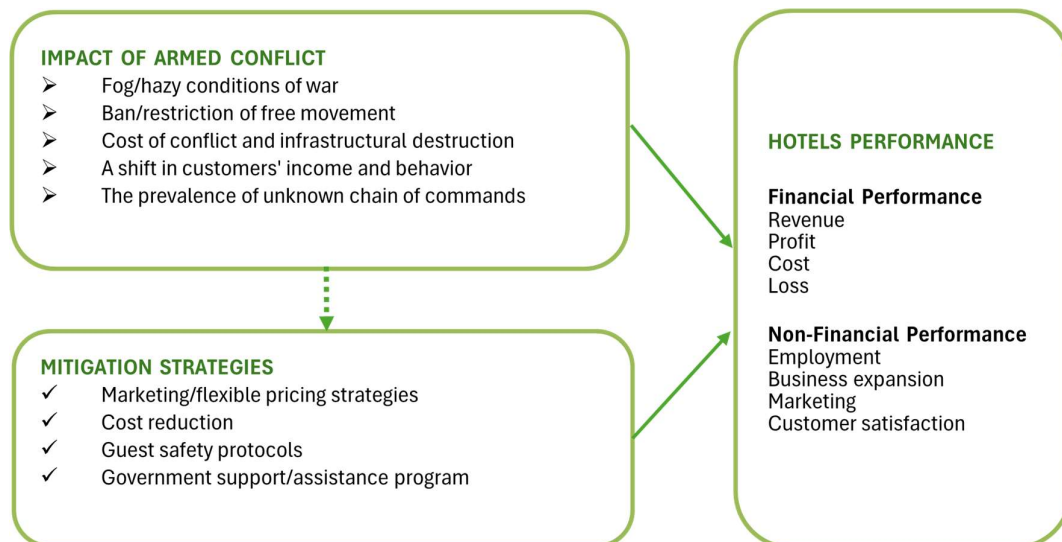 IMPACT OF ARMED CONFLICT
Fog/hazy conditions of war
Ban/restriction of free movement
Cost of conflict and infrastructural destruction
A shift in customers' income and behavior
The prevalence of unknown chain of commands
MITIGATION STRATEGIES
Marketing/flexible pricing strategies
Cost reduction
Guest safety protocols
Government support/assistance program
HOTELS PERFORMANCE
Financial Performance
Revenue
Profit
Cost
Loss
Non-Financial Performance
Employment
Business expansion
Marketing
Customer satisfaction